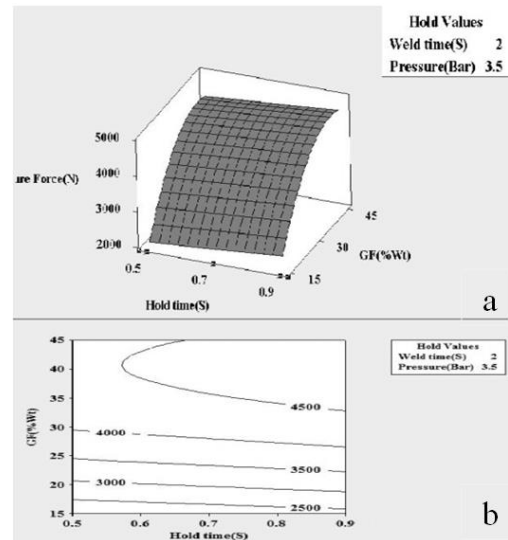 Hold Values
Weld time(S) 2
Pressure(Bar) 3.5
5000
4000
ure Force(N)
3000
2000
45
30
GF(%Wt)
15
0.5
0.7
0.9
Hold time(S)
a
45
40
35
30
25
20
15
GF(%Wt)
4500
4000
3500
3000
2500
0.5
0.6
0.7
0.8
0.9
Hold time(S)
Hold Values
Weld time(S) 2
Pressure(Bar) 3.5
b